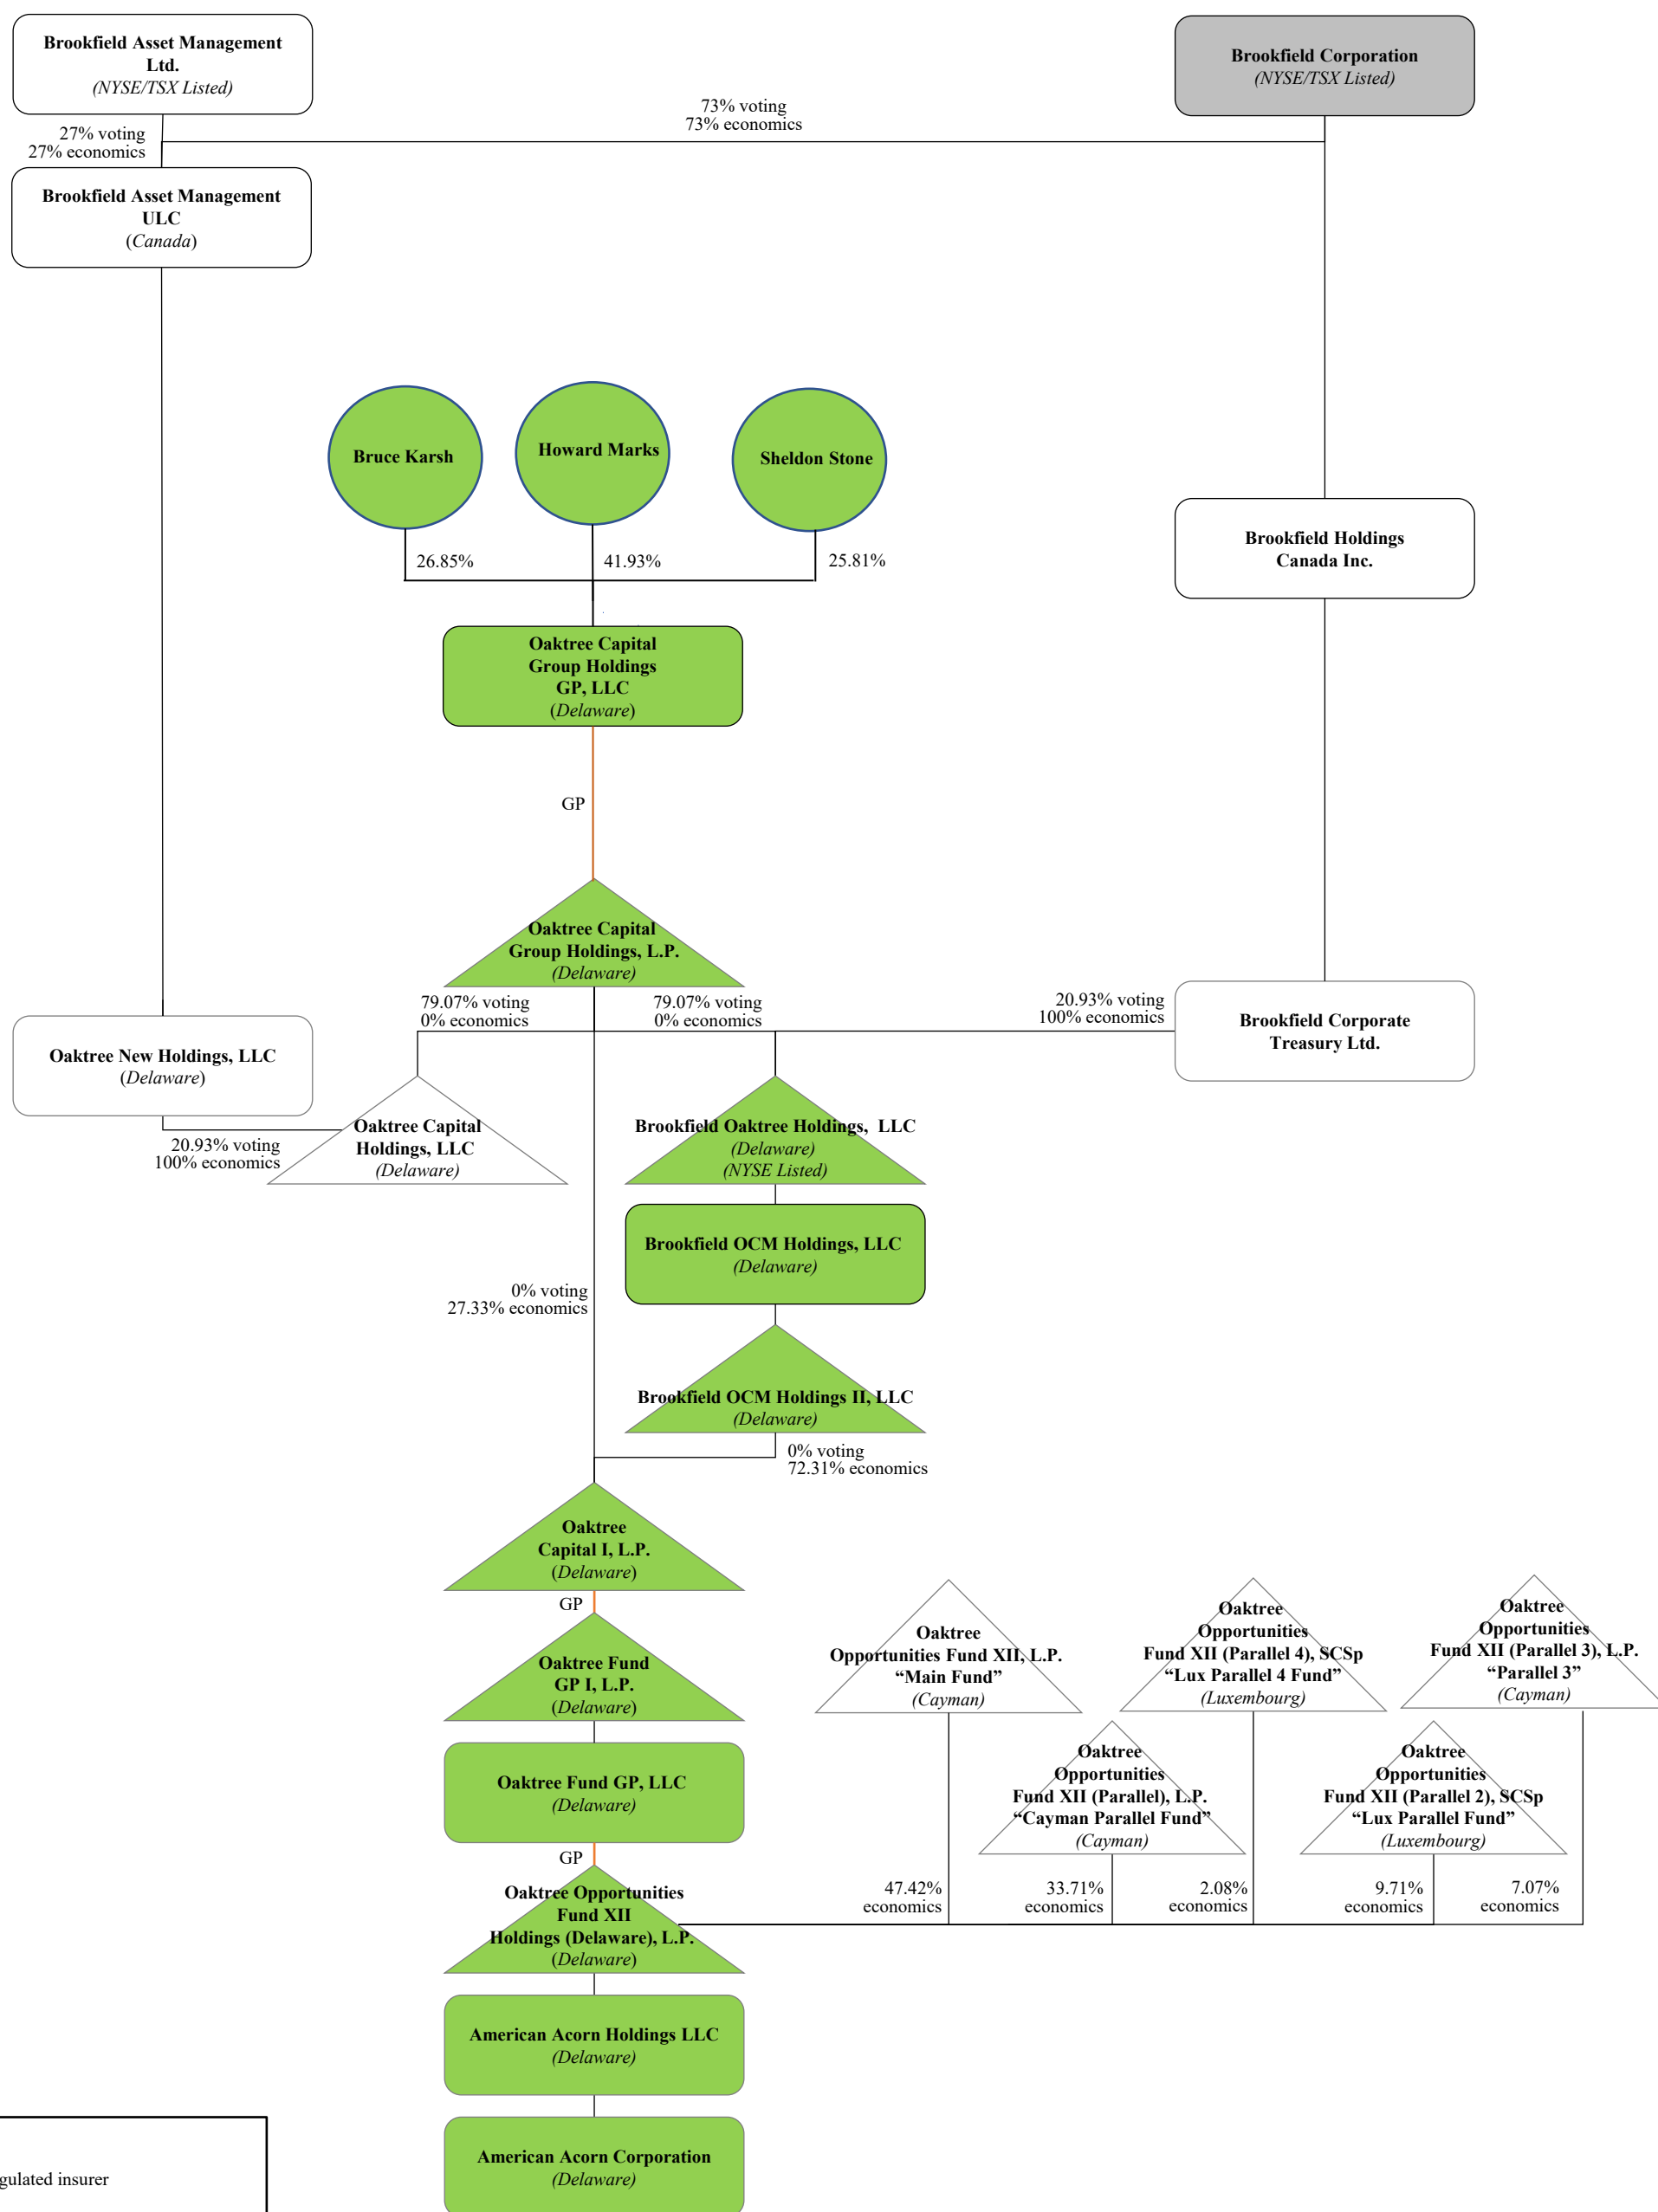 Brookfield Asset Management
Ltd.
(NYSE/TSX Listed)
Brookfield Corporation
(NYSE/TSX Listed)
73% voting
73% economics
27% voting
27% economics
Brookfield Asset Management
ULC
(Canada)
Bruce Karsh
Howard Marks
Sheldon Stone
26.85%
41.93%
25.81%
Brookfield Holdings
Canada Inc.
Oaktree Capital
Group Holdings
GP, LLC
(Delaware)
GP
Oaktree Capital
Group Holdings, L.P.
(Delaware)
79.07% voting
0% economics
79.07% voting
0% economics
20.93% voting
100% economics
Brookfield Corporate
Treasury Ltd.
Oaktree New Holdings, LLC
(Delaware)
20.93% voting
100% economics
Oaktree Capital
Holdings, LLC
(Delaware)
Brookfield Oaktree Holdings, LLC
(Delaware)
(NYSE Listed)
Brookfield OCM Holdings, LLC
(Delaware)
0% voting
27.33% economics
Brookfield OCM Holdings II, LLC
(Delaware)
0% voting
72.31% economics
Oaktree
Capital I, L.P.
(Delaware)
GP
Oaktree Fund
GP I, L.P.
(Delaware)
Oaktree
Opportunities Fund XII, L.P.
“Main Fund”
(Cayman)
Oaktree
Opportunities
Fund XII (Parallel 4), SCSp
“Lux Parallel 4 Fund”
(Luxembourg)
Oaktree
Opportunities
Fund XII (Parallel 3), L.P.
“Parallel 3”
(Cayman)
Oaktree Fund GP, LLC
(Delaware)
Oaktree
Opportunities
Fund XII (Parallel), L.P.
“Cayman Parallel Fund”
(Cayman)
Oaktree
Opportunities
Fund XII (Parallel 2), SCSp
“Lux Parallel Fund”
(Luxembourg)
GP
47.42%
economics
33.71%
economics
2.08%
economics
9.71%
economics
7.07%
economics
Oaktree Opportunities
Fund XII
Holdings (Delaware), L.P.
(Delaware)
American Acorn Holdings LLC
(Delaware)
American Acorn Corporation
(Delaware)
gulated insurer